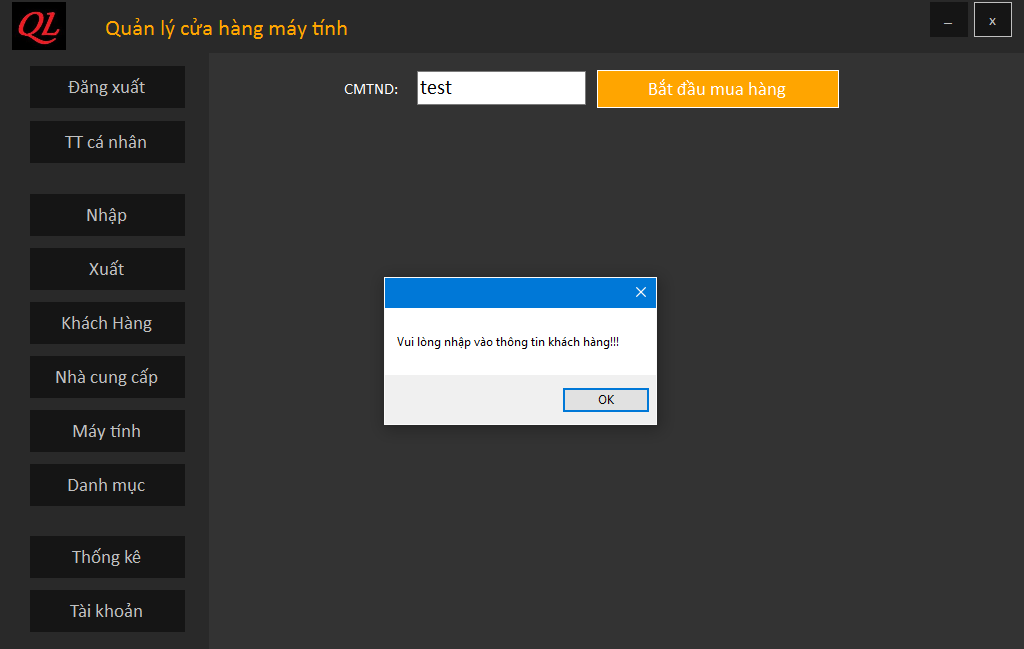 QL
Quản lý cửa hàng máy tính
_
x
Đăng xuất
TT cá nhân
Nhập
Xuất
Khách Hàng
Nhà cung cấp
Máy tính
Danh mục
Thống kê
Tài khoản
CMTND:
test
Bắt đầu mua hàng
Vui lòng nhập vào thông tin khách hàng!!!
OK